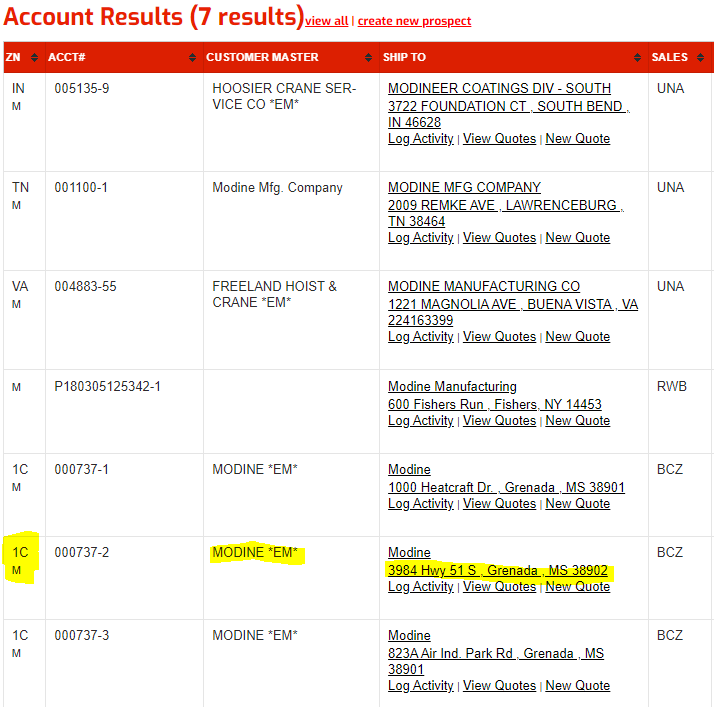 Account Results (7 results) view all | create new prospect
ZN ACCT# CUSTOMER MASTER SHIP TO SALES
IN 005135-9 HOOSIER CRANE SER- MODINEER COATINGS DIV - SOUTH UNA
M VICE CO *EM* 3722 FOUNDATION CT , SOUTH BEND ,
IN 46628
Log Activity | View Quotes | New Quote
TN 001100-1 Modine Mfg. Company MODINE MFG COMPANY UNA
M 2009 REMKE AVE , LAWRENCEBURG ,
TN 38464
Log Activity | View Quotes | New Quote
VA 004883-55 FREELAND HOIST & MODINE MANUFACTURING CO UNA
M CRANE *EM* 1221 MAGNOLIA AVE , BUENA VISTA , VA
224163399
Log Activity | View Quotes | New Quote
M P180305125342-1 Modine Manufacturing RWB
600 Fishers Run , Fishers, NY 14453
Log Activity | View Quotes | New Quote
1C 000737-1 MODINE *EM* Modine BCZ
M 1000 Heatcraft Dr. , Grenada , MS 38901
Log Activity | View Quotes | New Quote
1C 000737-2 MODINE *EM* Modine BCZ
M 3984 Hwy 51 S , Grenada , MS 38902
Log Activity | View Quotes | New Quote
1C 000737-3 MODINE *EM* Modine BCZ
M 823A Air Ind. Park Rd , Grenada , MS
38901
Log Activity | View Quotes | New Quote